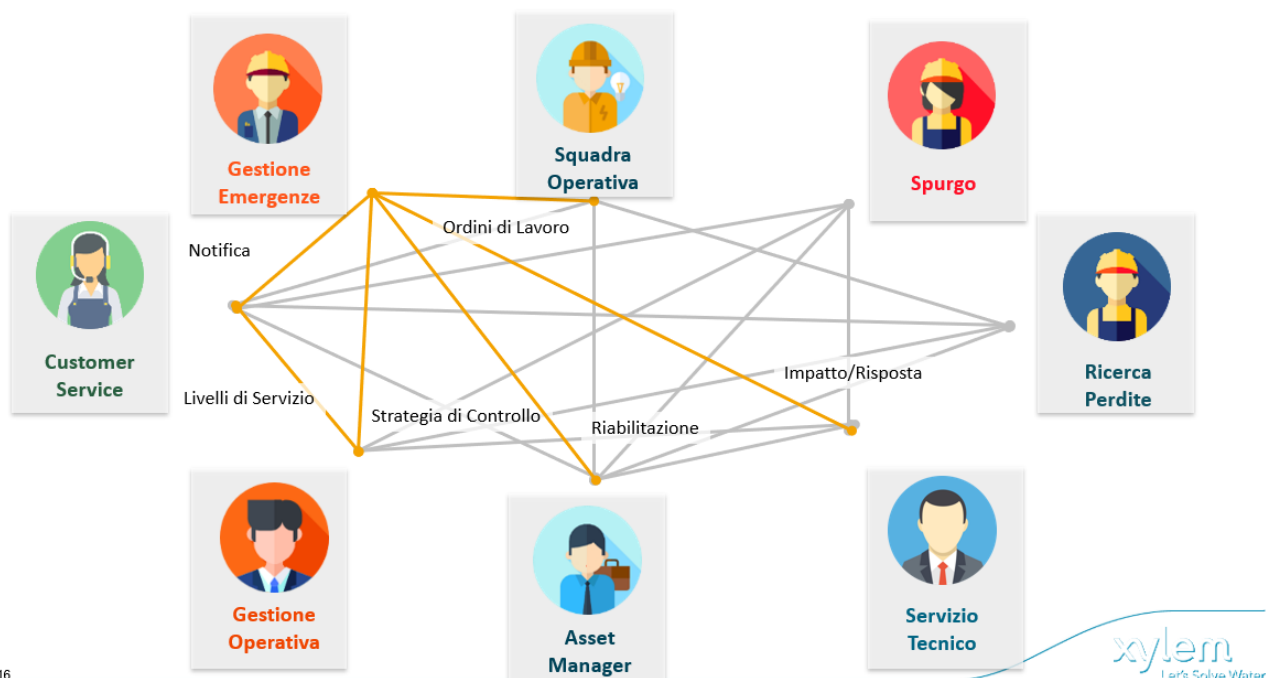 Gestione
Emergenze
Squadra
Operativa
Spurgo
Notifica
Ordini di Lavoro
Customer
Service
Ricerca
Perdite
Livelli di Servizio
Strategia di Controllo
Riabilitazione
Impatto/Risposta
Gestione
Operativa
Asset
Manager
Servizio
Tecnico
xylem
Let's Solve Water
16